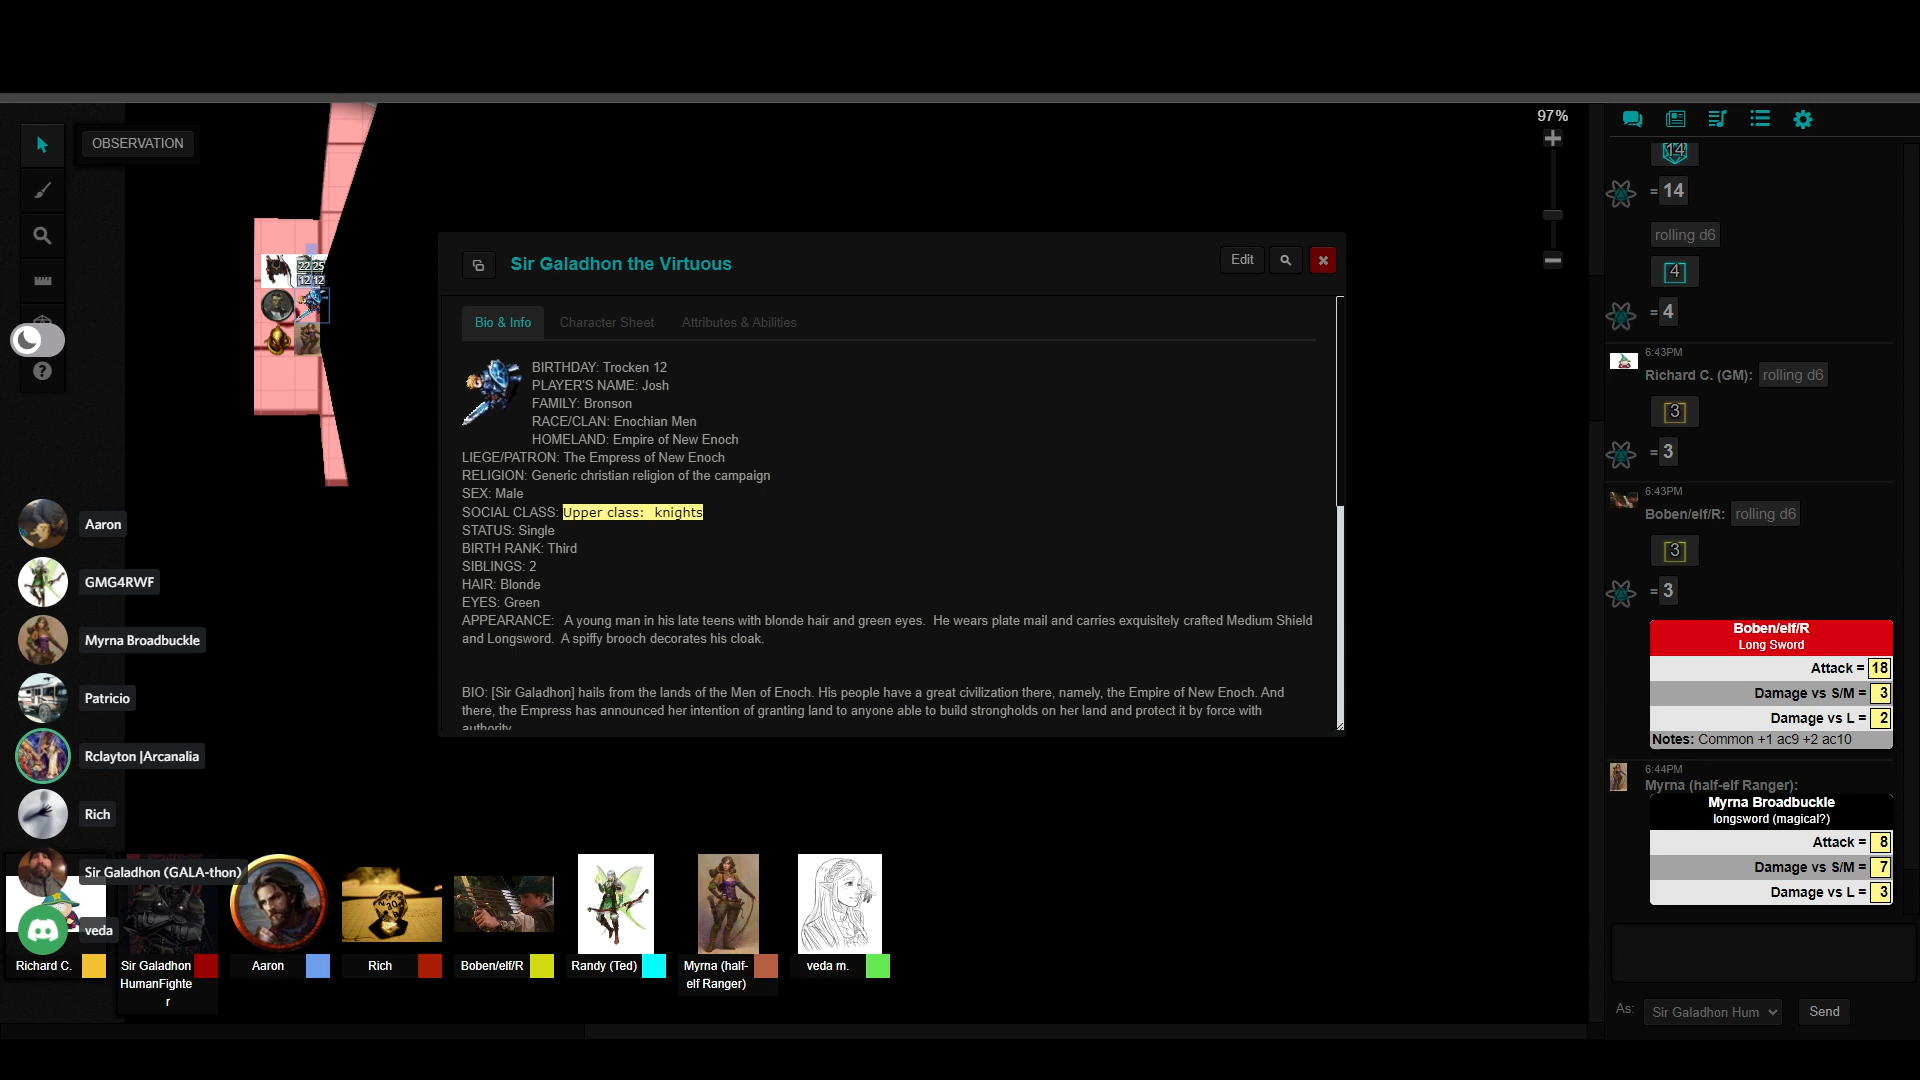 97%
OBSERVATION
22 25
12 12
Sir Galadhon the Virtuous
Edit
Bio & Info
Character Sheet
Attributes & Abilities
BIRTHDAY: Trocken 12
PLAYER'S NAME: Josh
FAMILY: Bronson
RACE/CLAN: Enochian Men
HOMELAND: Empire of New Enoch
LIEGE/PATRON: The Empress of New Enoch
RELIGION: Generic christian religion of the campaign
SEX: Male
SOCIAL CLASS: Upper class: knights
STATUS: Single
BIRTH RANK: Third
SIBLINGS: 2
HAIR: Blonde
EYES: Green
APPEARANCE: A young man in his late teens with blonde hair and green eyes. He wears plate mail and carries exquisitely crafted Medium Shield
and Longsword. A spiffy brooch decorates his cloak.
BIO: [Sir Galadhon] hails from the lands of the Men of Enoch. His people have a great civilization there, namely, the Empire of New Enoch. And
there, the Empress has announced her intention of granting land to anyone able to build strongholds on her land and protect it by force with
authority.
Aaron
GMG4RWF
Myrna Broadbuckle
Patricio
Rclayton |Arcanalia
Rich
Sir Galadhon (GALA-thon)
veda
Richard C.
Sir Galadhon
HumanFighte
r
Aaron
Rich
Boben/elf/R
Randy (Ted)
Myrna (half-
elf Ranger)
veda m.
14
= 14
rolling d6
4
= 4
6:43PM
Richard C. (GM): rolling d6
3
= 3
6:43PM
Boben/elf/R: rolling d6
3
= 3
Boben/elf/R
Long Sword
Attack = 18
Damage vs S/M = 3
Damage vs L = 2
Notes: Common +1 ac9 +2 ac10
6:44PM
Myrna (half-elf Ranger):
Myrna Broadbuckle
longsword (magical?)
Attack = 8
Damage vs S/M = 7
Damage vs L = 3
As: Sir Galadhon Hum
Send